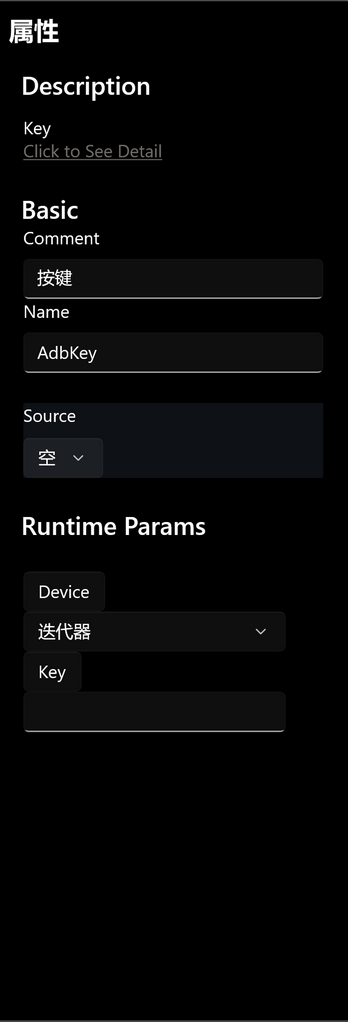 属性
Description
Key
Click to See Detail
Basic
Comment
按键
Name
AdbKey
Source
空
Runtime Params
Device
迭代器
Key